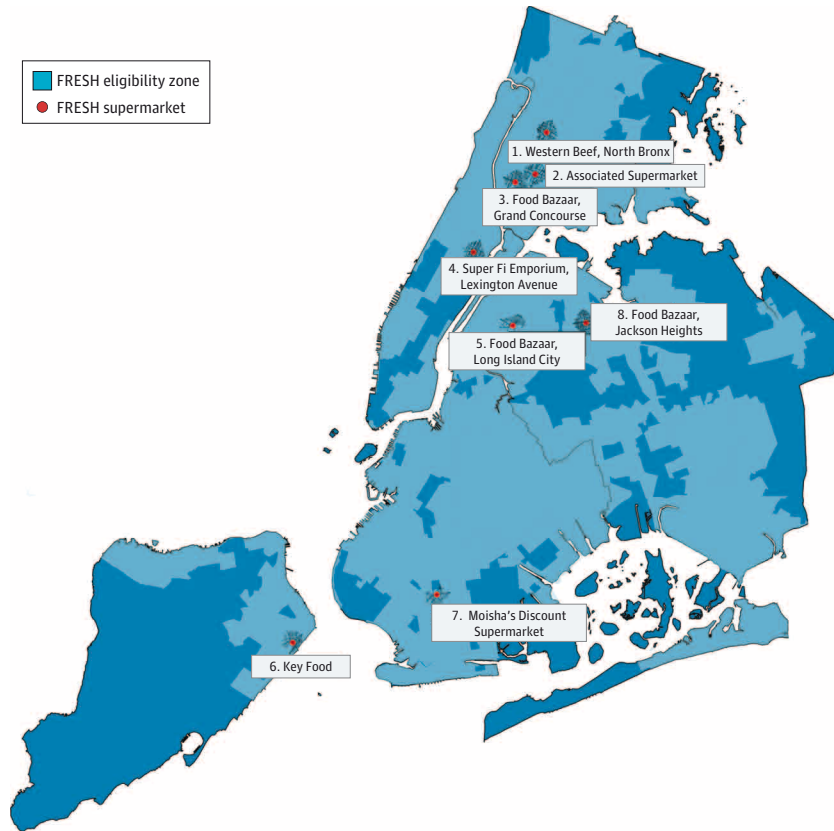 FRESH eligibility zone
FRESH supermarket
1. Western Beef, North Bronx
2. Associated Supermarket
3. Food Bazaar,
Grand Concourse
4. Super Fi Emporium,
Lexington Avenue
8. Food Bazaar,
Jackson Heights
5. Food Bazaar,
Long Island City
7. Moisha's Discount
Supermarket
6. Key Food